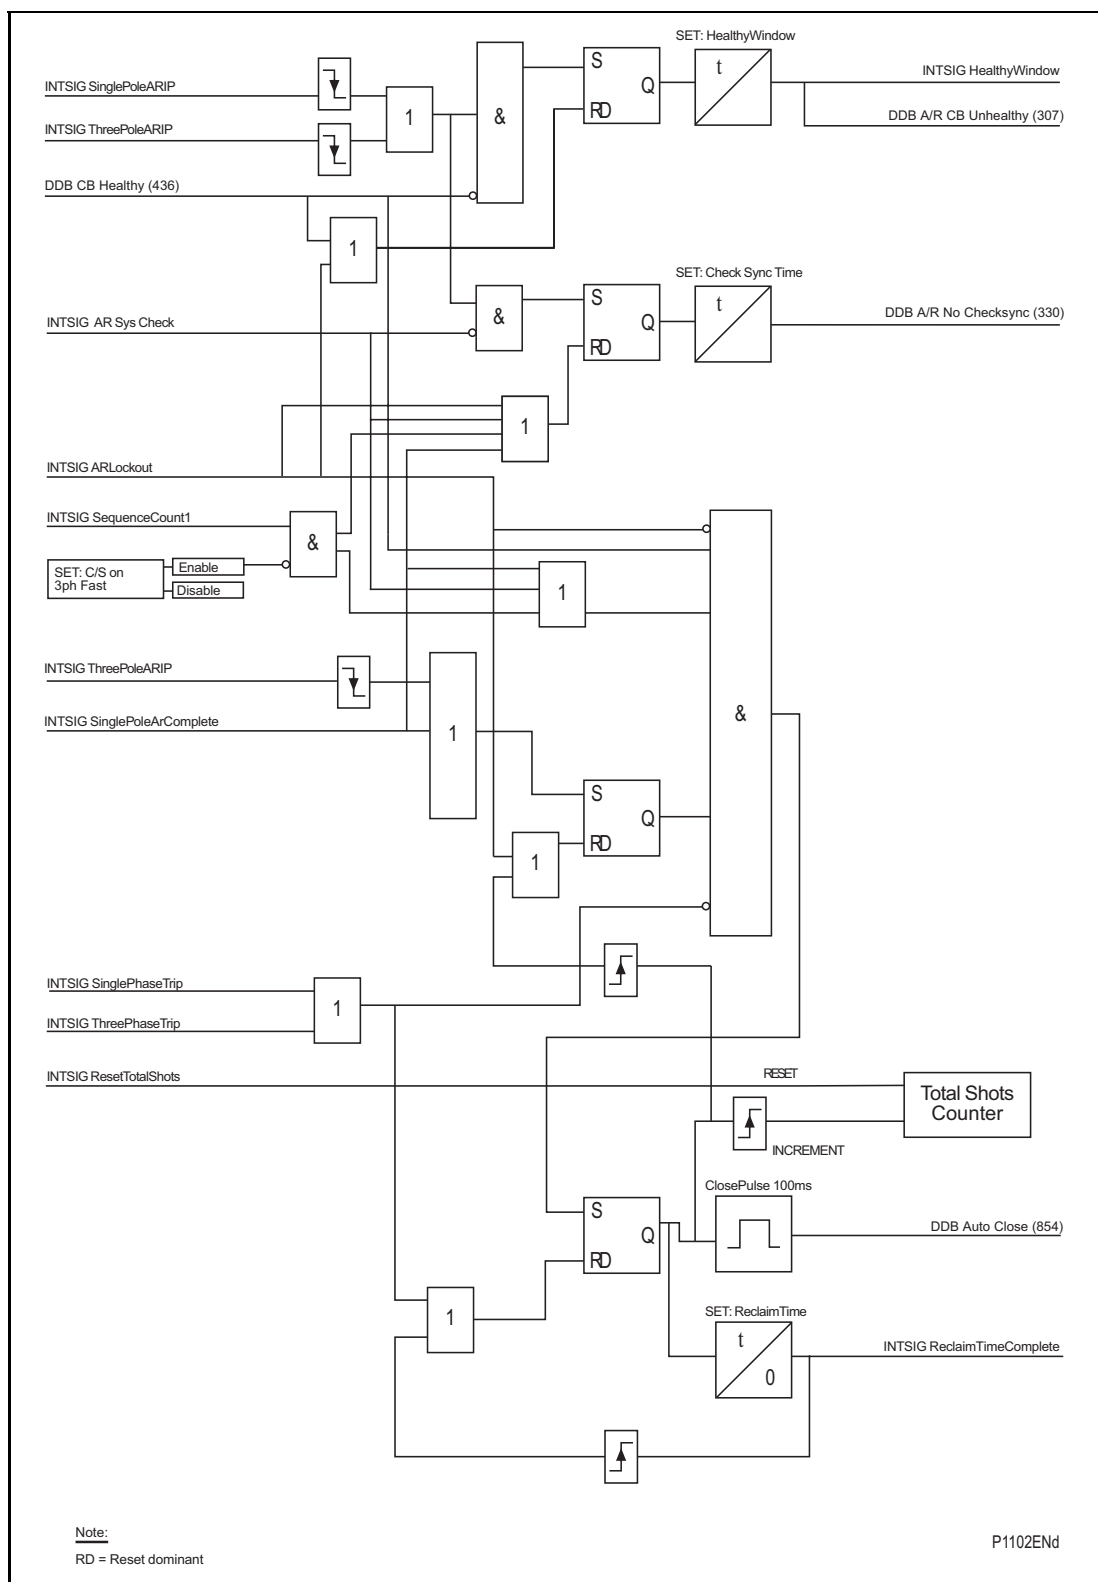 SET: HealthyWindow
INTSIG SinglePoleARIP
t
S
Q
RD
INTSIG HealthyWindow
1
&
DDB A/R CB Unhealthy (307)
INTSIG ThreePoleARIP
DDB CB Healthy (436)
1
SET: Check Sync Time
t
S
Q
RD
DDB A/R No Checksync (330)
&
INTSIG AR Sys Check
1
INTSIG ARLockout
INTSIG SequenceCount1
&
SET: C/S on
3ph Fast
Enable
Disable
1
INTSIG ThreePoleARIP
INTSIG SinglePoleArComplete
1
&
S
Q
RD
1
INTSIG SinglePhaseTrip
1
INTSIG ThreePhaseTrip
INTSIG ResetTotalShots
RESET
Total Shots
Counter
INCREMENT
ClosePulse 100ms
S
Q
RD
DDB Auto Close (854)
1
SET: ReclaimTime
t
0
INTSIG ReclaimTimeComplete
Note:
RD = Reset dominant
P1102ENd